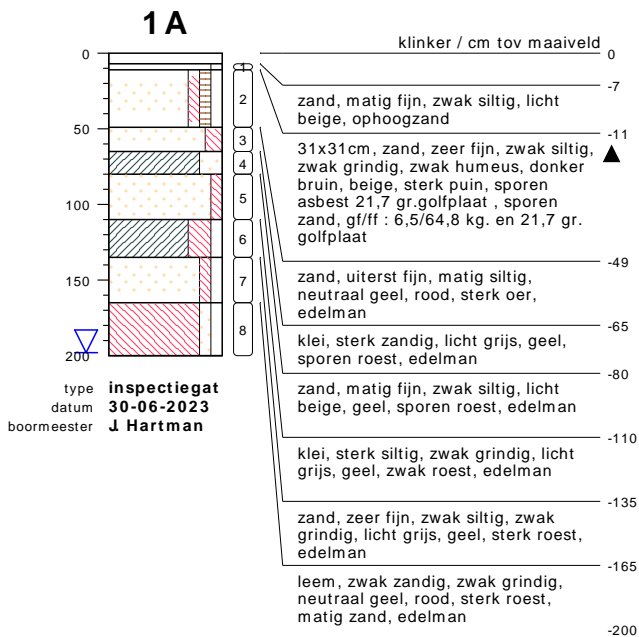 1A
klinker / cm tov maaiveld
0
0
-7
zand, matig fijn, zwak siltig, licht
beige, ophoogzand
-11
31x31cm, zand, zeer fijn, zwak siltig,
zwak grindig, zwak humeus, donker
bruin, beige, sterk puin, sporen
asbest 21,7 gr.golfplaat , sporen
zand, gf/ff : 6,5/64,8 kg. en 21,7 gr.
golfplaat
-49
zand, uiterst fijn, matig siltig,
neutraal geel, rood, sterk oer,
edelman
-65
klei, sterk zandig, licht grijs, geel,
sporen roest, edelman
-80
zand, matig fijn, zwak siltig, licht
beige, geel, sporen roest, edelman
-110
klei, sterk siltig, zwak grindig, licht
grijs, geel, zwak roest, edelman
-135
zand, zeer fijn, zwak siltig, zwak
grindig, licht grijs, geel, sterk roest,
edelman
-165
leem, zwak zandig, zwak grindig,
neutraal geel, rood, sterk roest,
matig zand, edelman
-200
50
100
150
200
1
2
3
4
5
6
7
8
type inspectiegat
datum 30-06-2023
boormeester J. Hartman